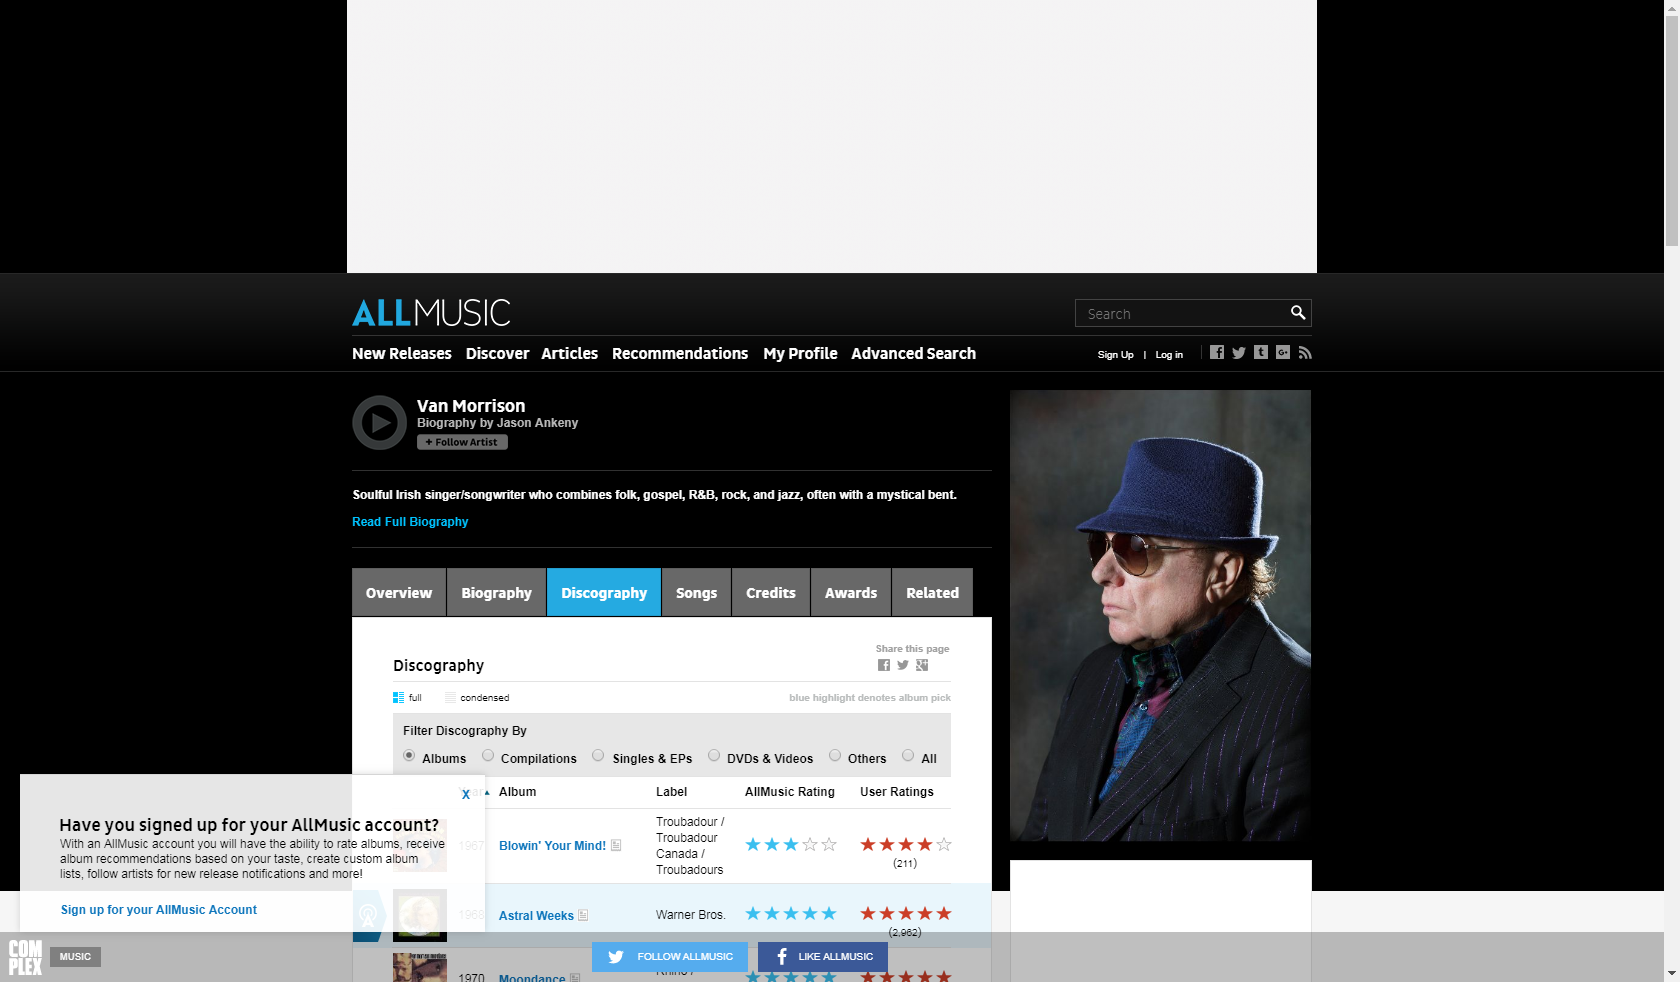 ALLMUSIC
Search
New Releases Discover Articles Recommendations My Profile Advanced Search
Sign Up | Log in
Van Morrison
Biography by Jason Ankeny
+ Follow Artist
Soulful Irish singer/songwriter who combines folk, gospel, R&B, rock, and jazz, often with a mystical bent.
Read Full Biography
Overview Biography Discography Songs Credits Awards Related
Share this page
Discography
full condensed
blue highlight denotes album pick
Filter Discography By
Albums Compilations Singles & EPs DVDs & Videos Others All
Year Album Label AllMusic Rating User Ratings
1967 Blowin' Your Mind!
Troubadour /
Troubadour
Canada /
Troubadours
(211)
1968 Astral Weeks Warner Bros.
(2,962)
1970 Moondance Rhino /
X
Have you signed up for your AllMusic account?
With an AllMusic account you will have the ability to rate albums, receive
album recommendations based on your taste, create custom album
lists, follow artists for new release notifications and more!
Sign up for your AllMusic Account
COM
PLEX
MUSIC
FOLLOW ALLMUSIC
LIKE ALLMUSIC